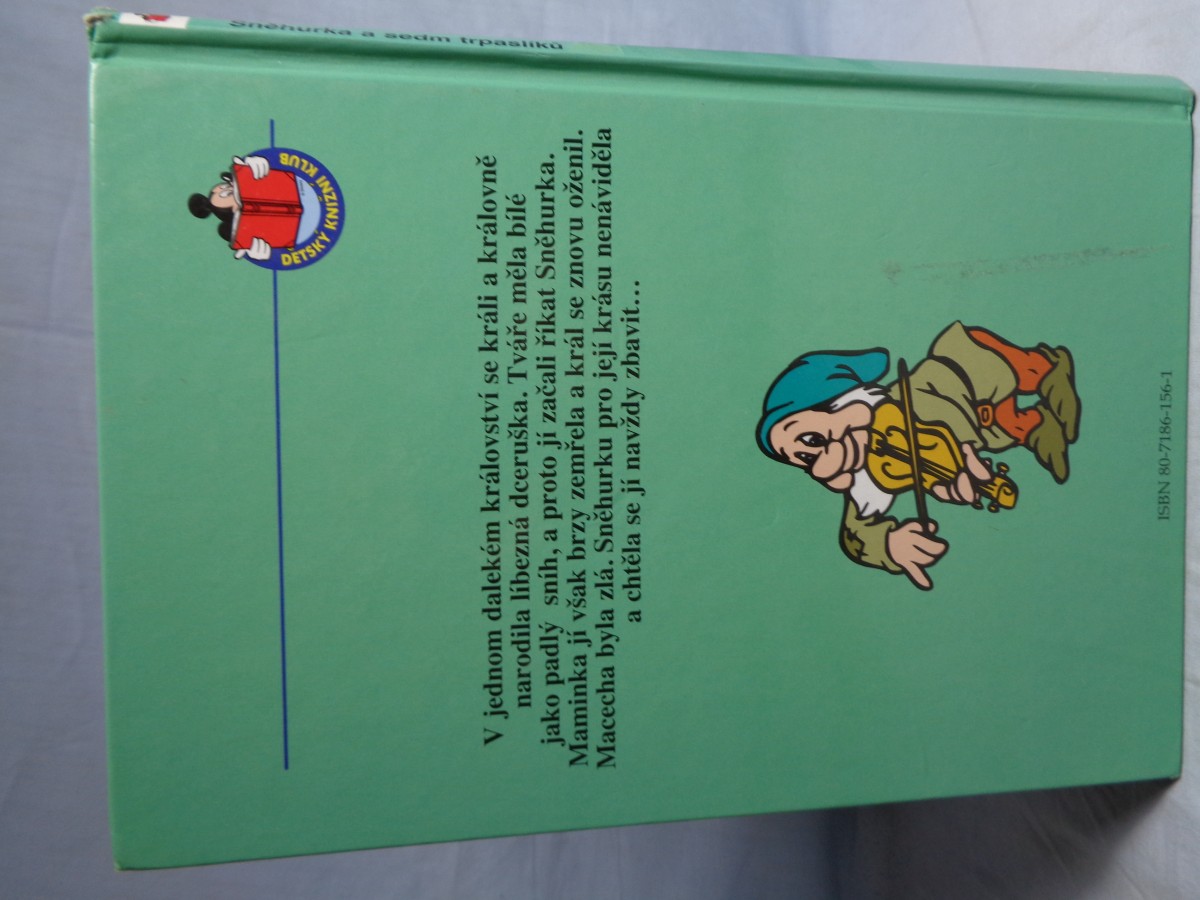 Sněhurka a sedm trpaslíků
DĚTSKÝ KNIŽNÍ KLUB
V jednom dalekém království se králi a královně
narodila líbezná dceruška. Tváře měla bílé
jako padlý sníh, a proto jí začali říkat Sněhurka.
Maminka jí však brzy zemřela a král se znovu oženil.
Macecha byla zlá. Sněhurku pro její krásu nenáviděla
a chtěla se jí navždy zbavit...
ISBN 80-7186-156-1